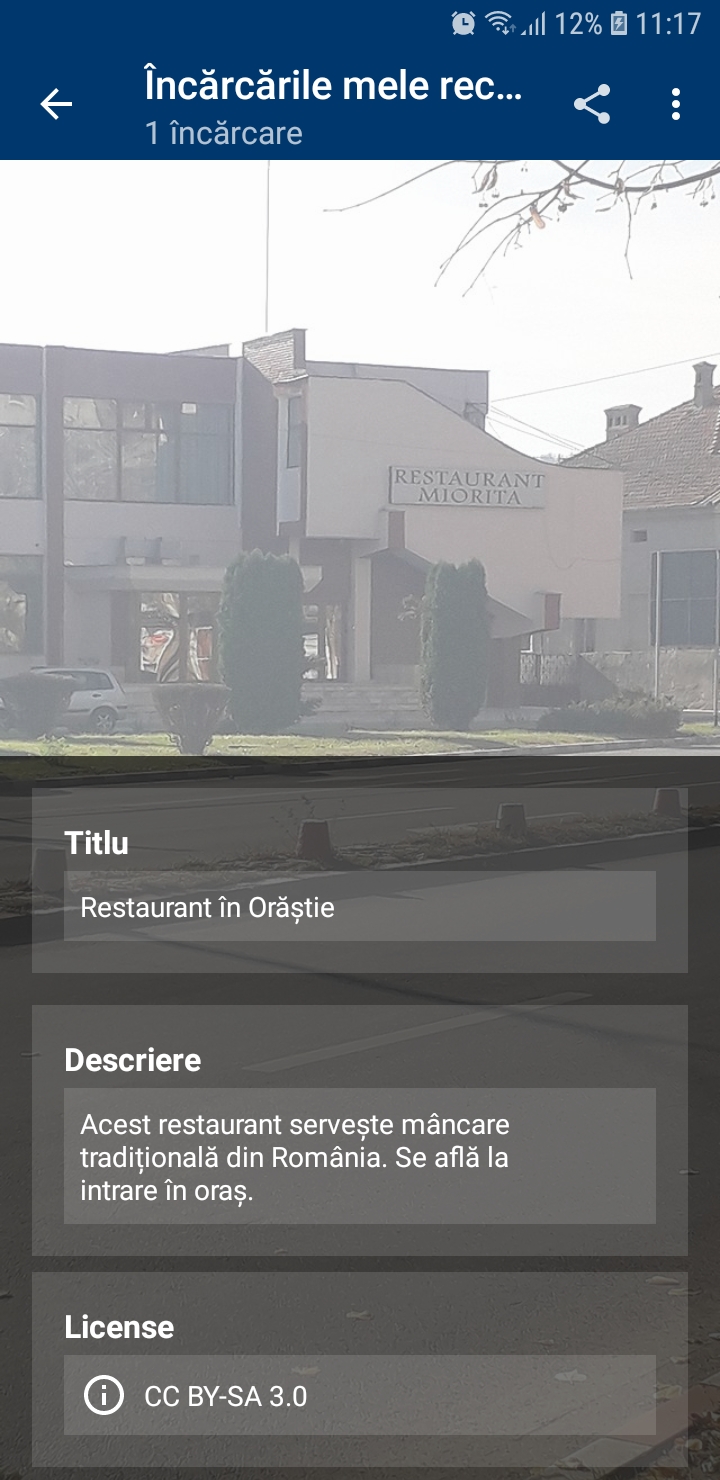 12% 11:17
Încărcările mele rec...
1 încărcare
RESTAURANT
MIORITA
Titlu
Restaurant în Orăștie
Descriere
Acest restaurant servește mâncare
tradițională din România. Se află la
intrare în oraș.
License
CC BY-SA 3.0